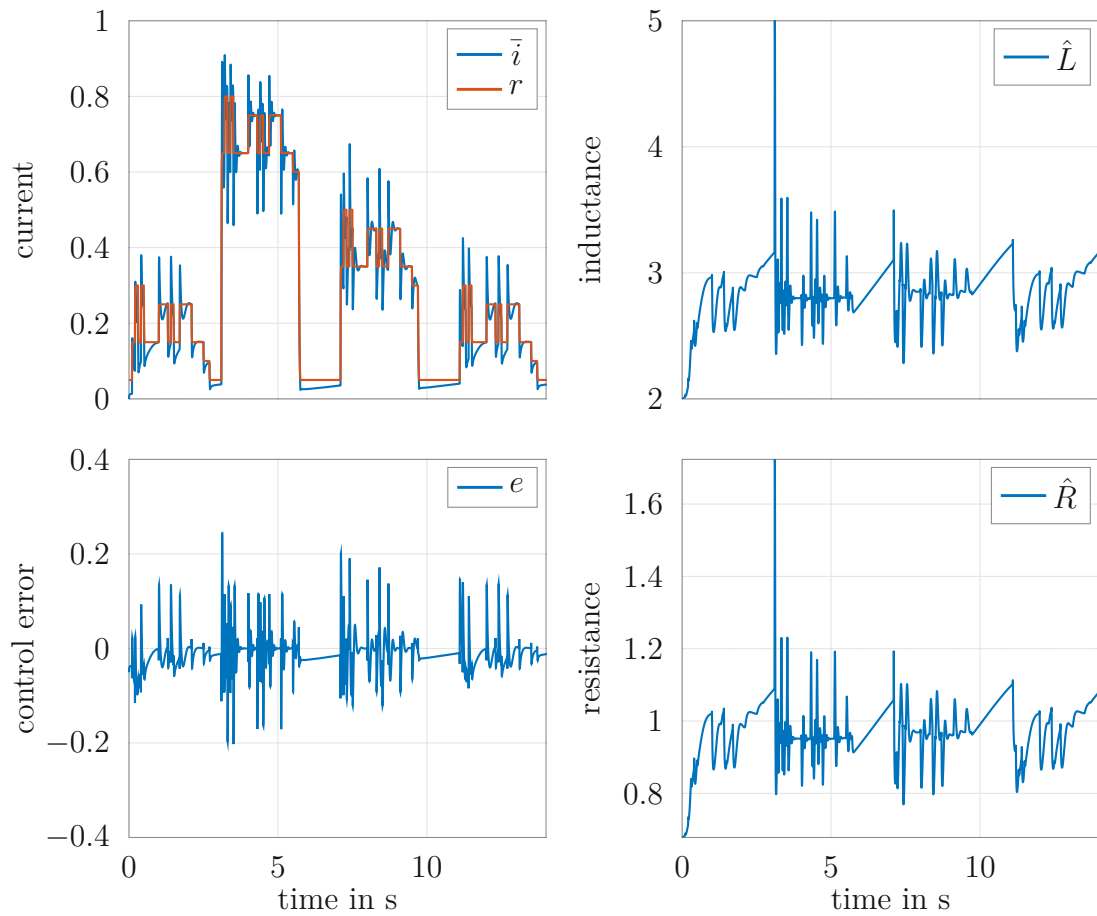 1
0.8
0.6
0.4
0.2
0
current
i̅
r
5
4
3
2
inductance
L̂
0.4
0.2
0
−0.2
−0.4
control error
e
0 5 10
time in s
1.6
1.4
1.2
1
0.8
resistance
R̂
0 5 10
time in s